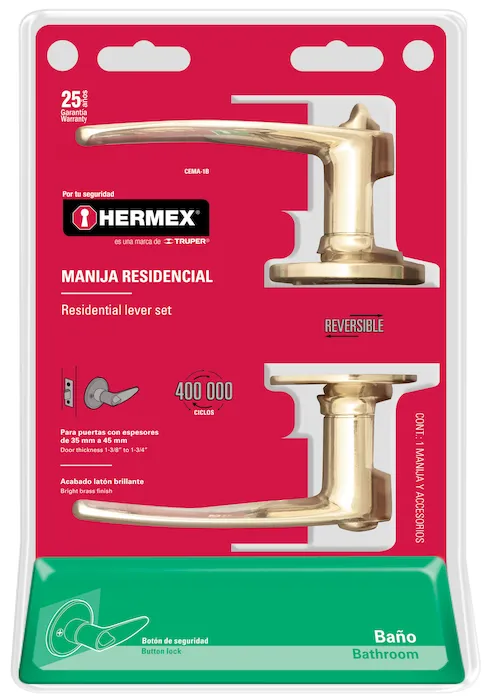 25 años
Garantía
Warranty
CEMA-1B
Por tu seguridad
HERMEX®
es una marca de TRUPER®
MANIJA RESIDENCIAL
Residential lever set
REVERSIBLE
400 000
CICLOS
Para puertas con espesores
de 35 mm a 45 mm
Door thickness 1-3/8" to 1-3/4"
Acabado latón brillante
Bright brass finish
CONT.: 1 MANIJA Y ACCESORIOS
Botón de seguridad
Button lock
Baño
Bathroom